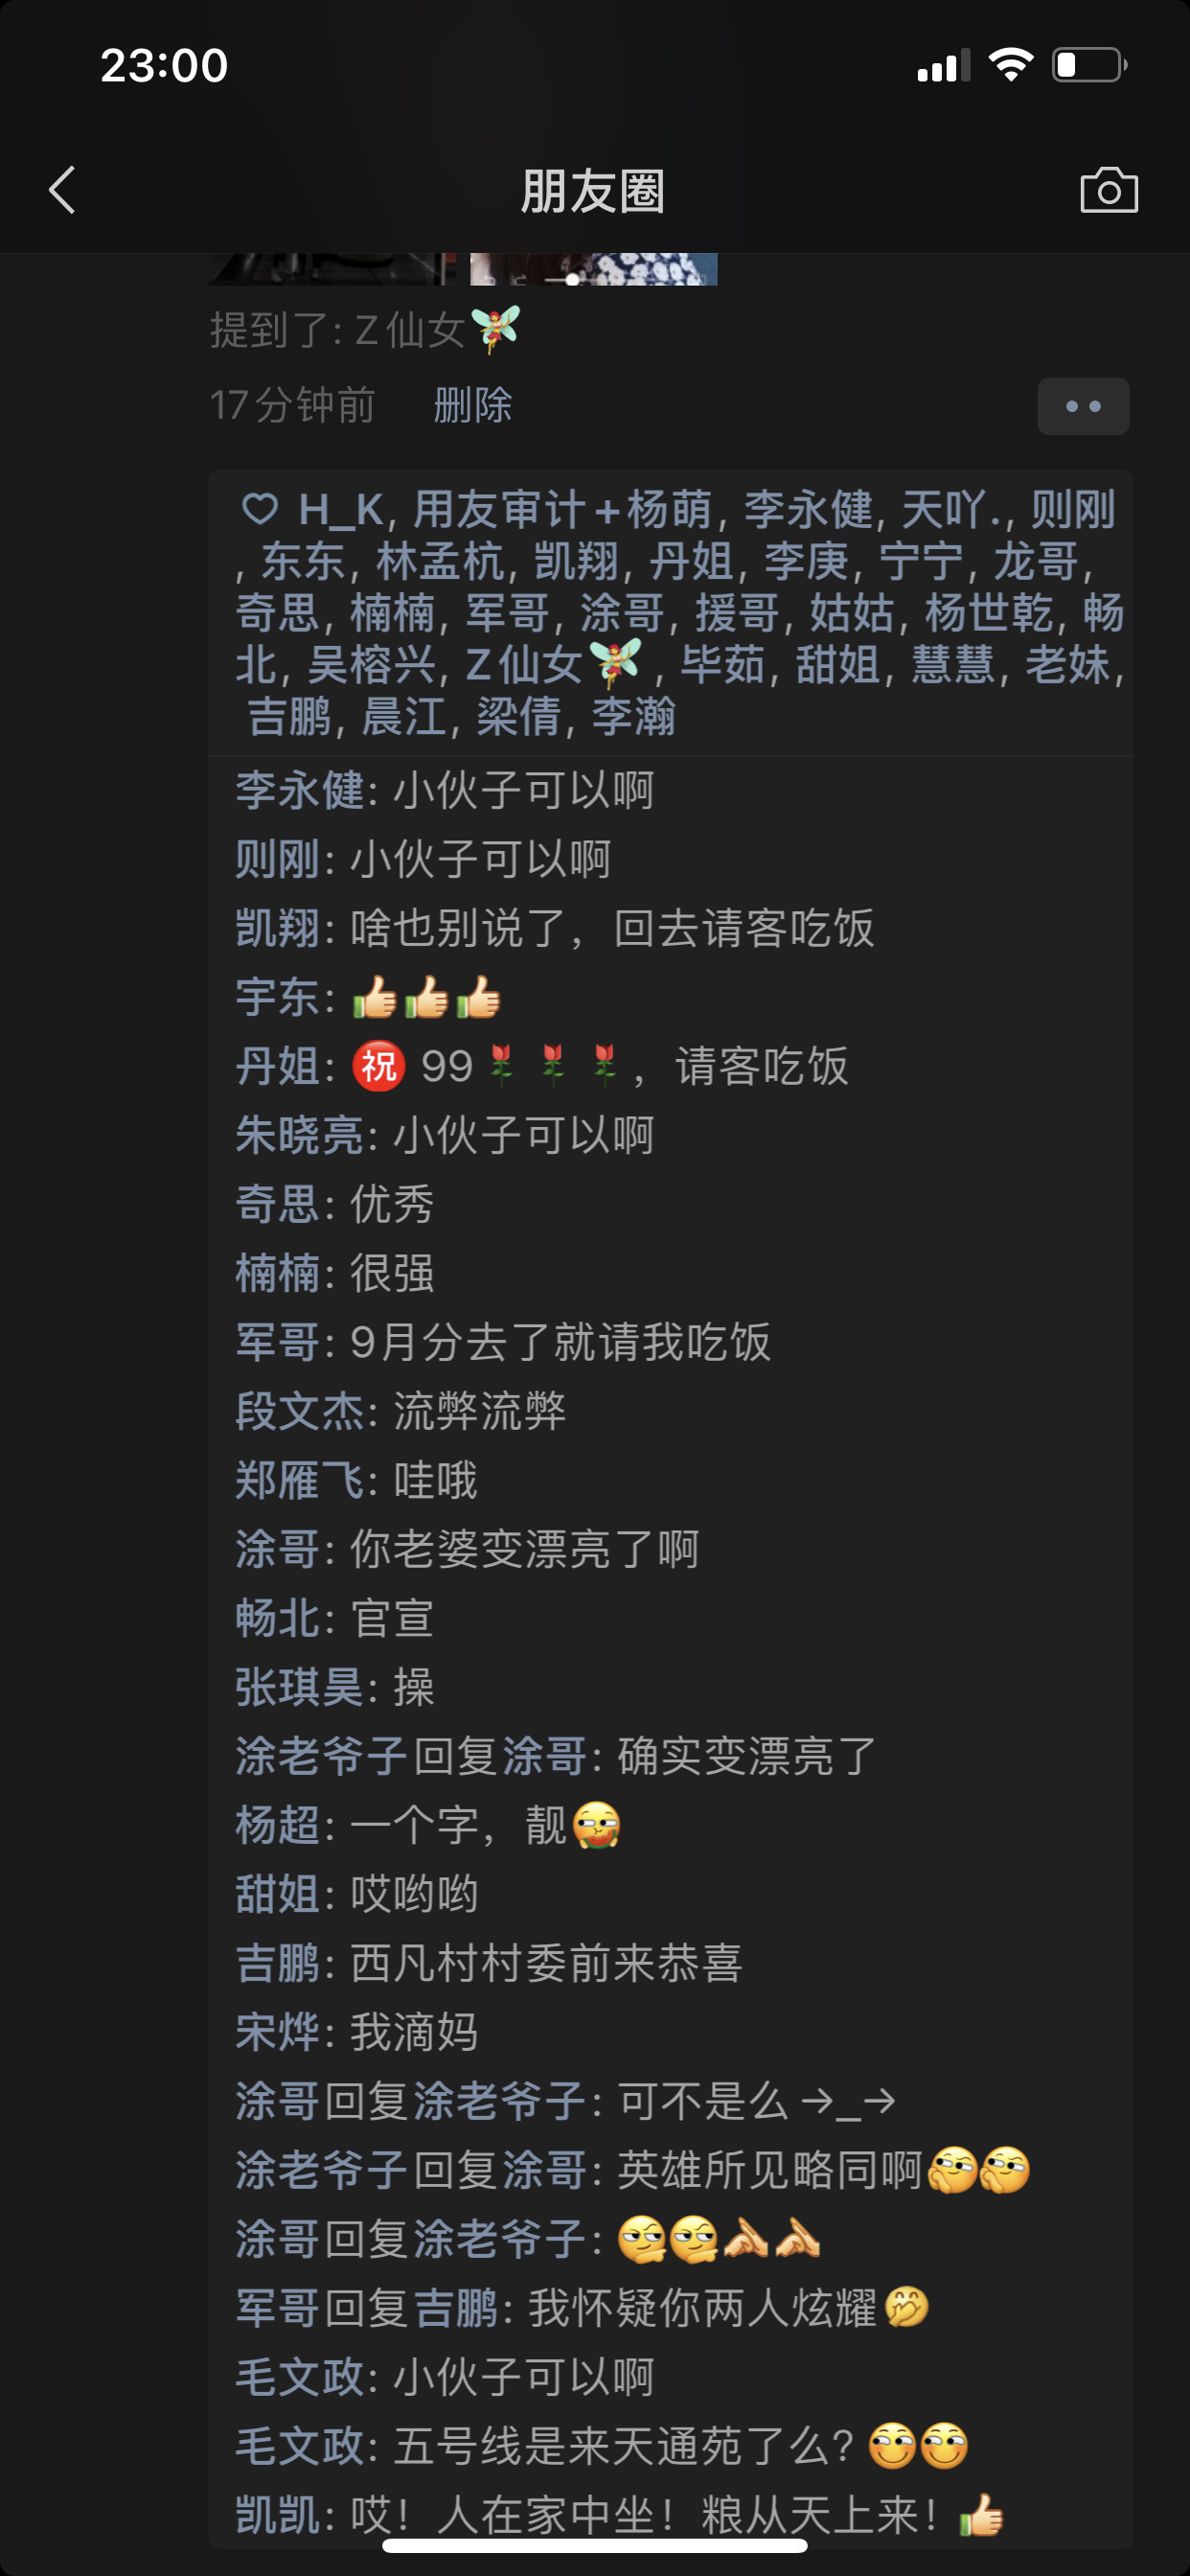 23:00
朋友圈
提到了: Z仙女🧚
17分钟前 删除
♡ H_K, 用友审计+杨萌, 李永健, 天吖., 则刚
, 东东, 林孟杭, 凯翔, 丹姐, 李庚, 宁宁, 龙哥,
奇思, 楠楠, 军哥, 涂哥, 援哥, 姑姑, 杨世乾, 畅
北, 吴榕兴, Z仙女🧚, 毕茹, 甜姐, 慧慧, 老妹,
吉鹏, 晨江, 梁倩, 李瀚
李永健: 小伙子可以啊
则刚: 小伙子可以啊
凯翔: 啥也别说了，回去请客吃饭
宇东: 👍👍👍
丹姐: ㊗️99🌹🌹🌹，请客吃饭
朱晓亮: 小伙子可以啊
奇思: 优秀
楠楠: 很强
军哥: 9月分去了就请我吃饭
段文杰: 流弊流弊
郑雁飞: 哇哦
涂哥: 你老婆变漂亮了啊
畅北: 官宣
张琪昊: 操
涂老爷子回复涂哥: 确实变漂亮了
杨超: 一个字，靓
甜姐: 哎哟哟
吉鹏: 西凡村村委前来恭喜
宋烨: 我滴妈
涂哥回复涂老爷子: 可不是么→_→
涂老爷子回复涂哥: 英雄所见略同啊
涂哥回复涂老爷子:
军哥回复吉鹏: 我怀疑你两人炫耀🤭
毛文政: 小伙子可以啊
毛文政: 五号线是来天通苑了么?
凯凯: 哎！人在家中坐！粮从天上来！👍